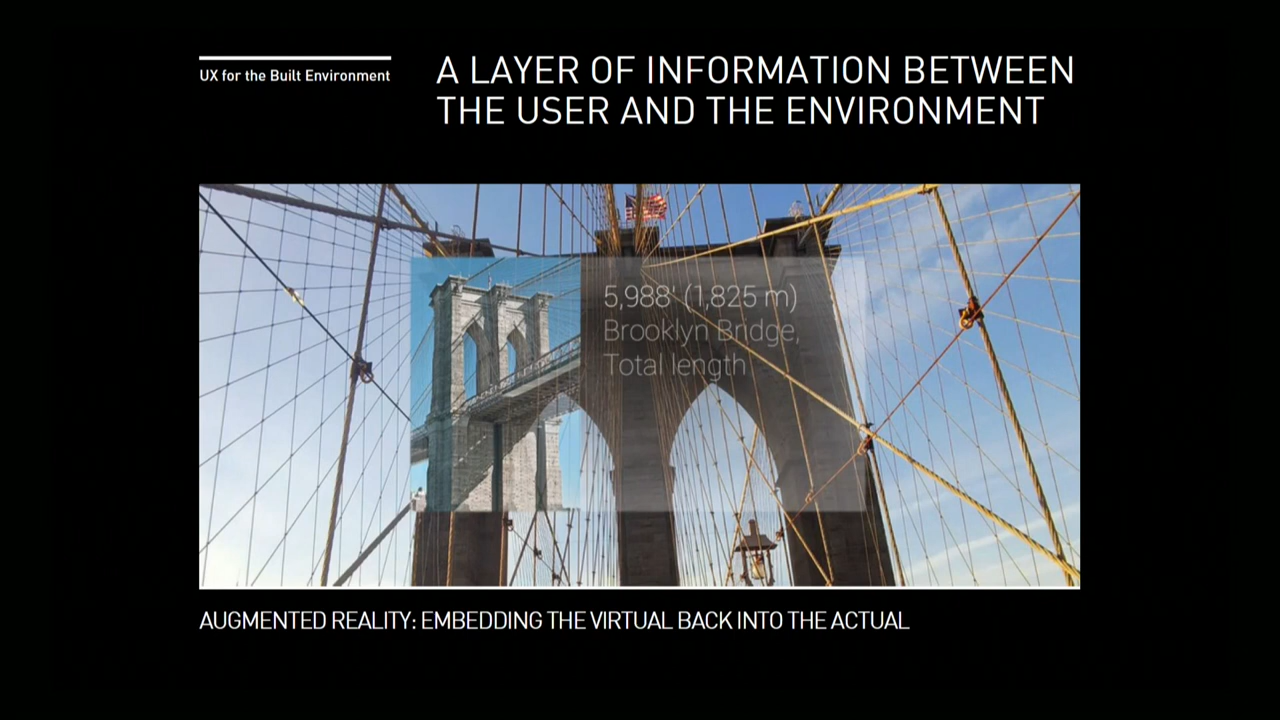 UX for the Built Environment
A LAYER OF INFORMATION BETWEEN
THE USER AND THE ENVIRONMENT
5,988' (1,825 m)
Brooklyn Bridge,
Total length
AUGMENTED REALITY: EMBEDDING THE VIRTUAL BACK INTO THE ACTUAL